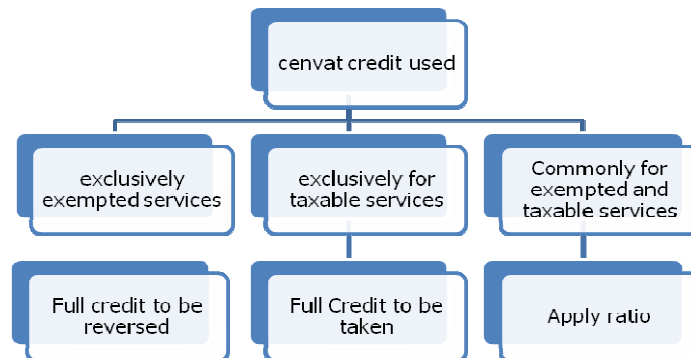 cenvat credit used
exclusively
exempted services
exclusively for
taxable services
Commonly for
exempted and
taxable services
Full credit to be
reversed
Full Credit to be
taken
Apply ratio